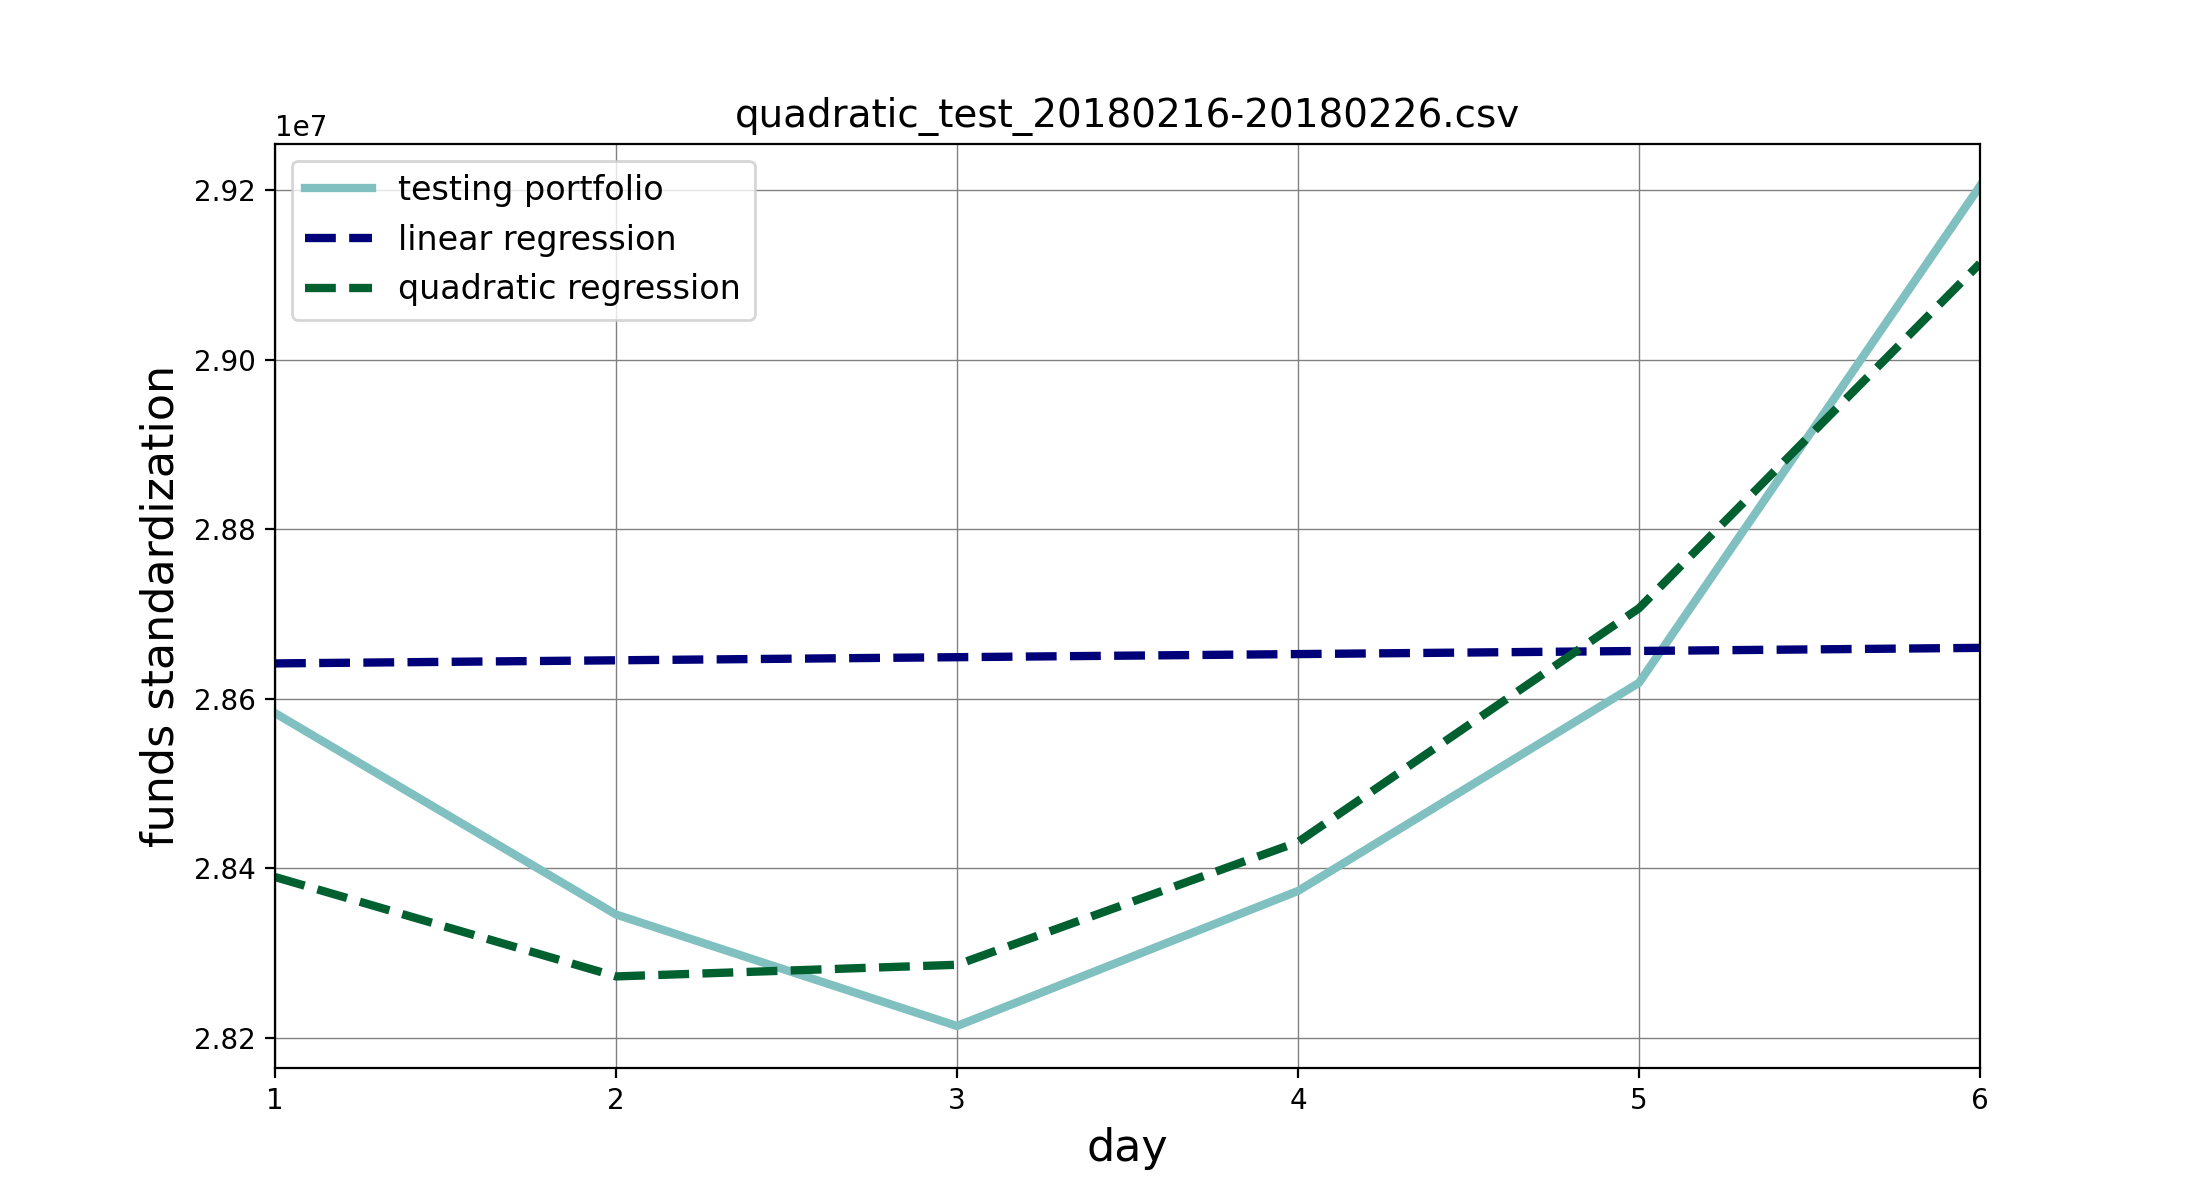 quadratic_test_20180216-20180226.csv
1e7
testing portfolio
linear regression
quadratic regression
2.92
2.90
2.88
2.86
2.84
2.82
funds standardization
1 2 3 4 5 6
day